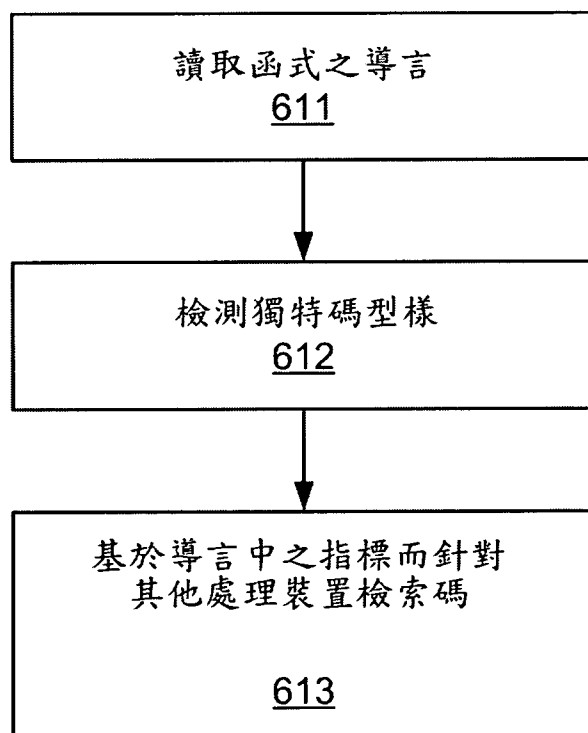 讀取函式之導言
611
檢測獨特碼型樣
612
基於導言中之指標而針對
其他處理裝置檢索碼
613